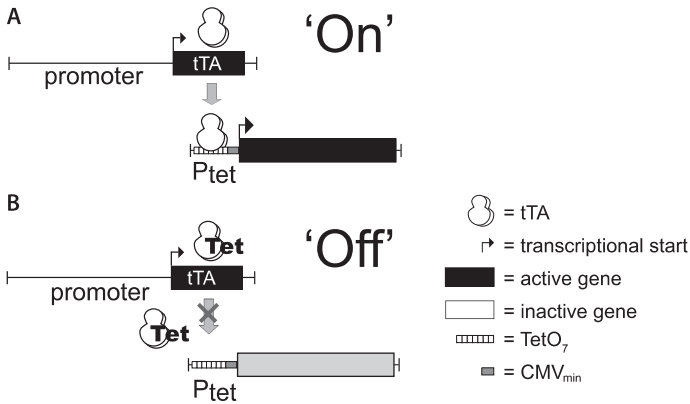 A
'On'
tTA
promoter
Ptet
B
Tet
'Off'
tTA
promoter
Tet
Ptet
= tTA
= transcriptional start
= active gene
= inactive gene
= TetO7
= CMVmin